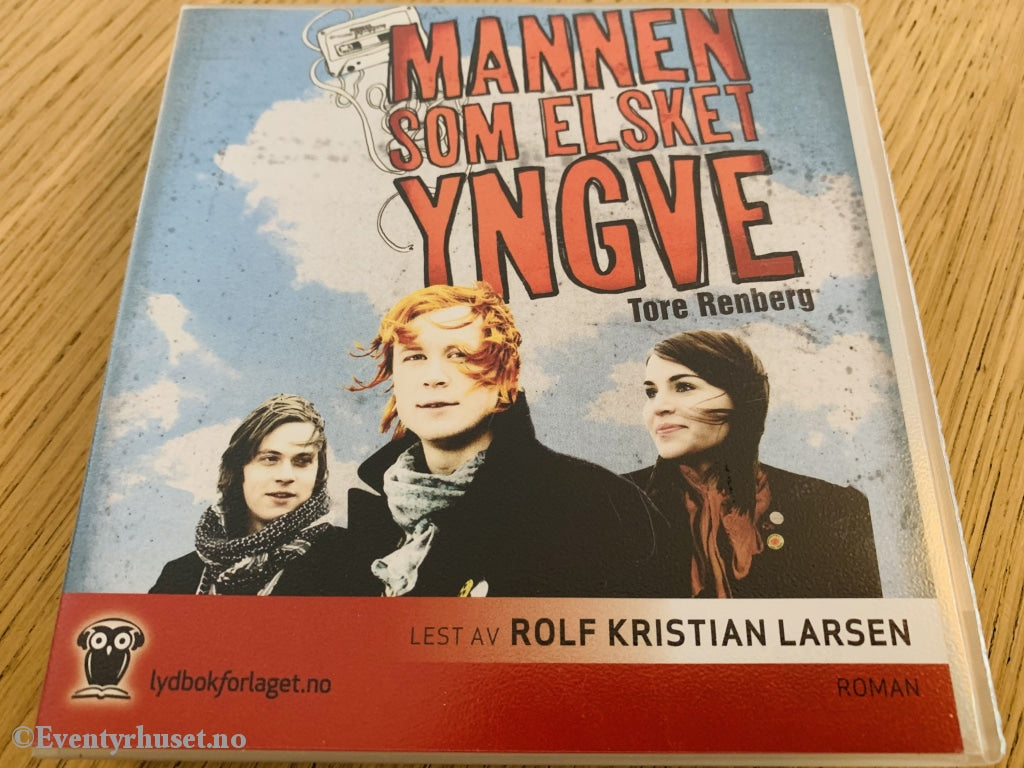 MANNEN
SOM ELSKET
YNGVE
Tore Renberg
LEST AV ROLF KRISTIAN LARSEN
lydbokforlaget.no
ROMAN
©Eventyrhuset.no